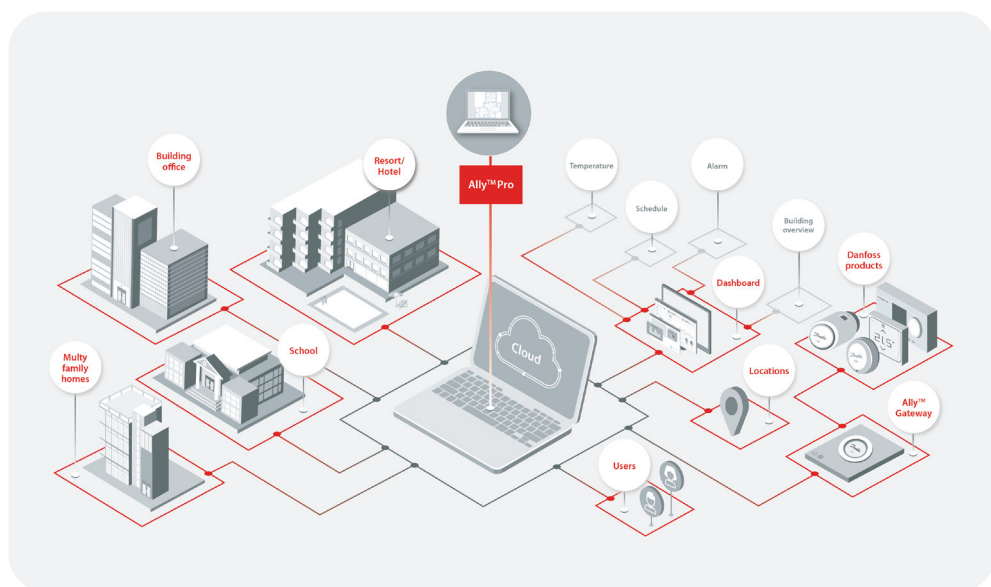 Building
office
Resort/
Hotel
Ally™ Pro
Temperature
Alarm
Schedule
Building
overview
Danfoss
products
Dashboard
Cloud
School
Multy
family
homes
Locations
Ally™
Gateway
Users